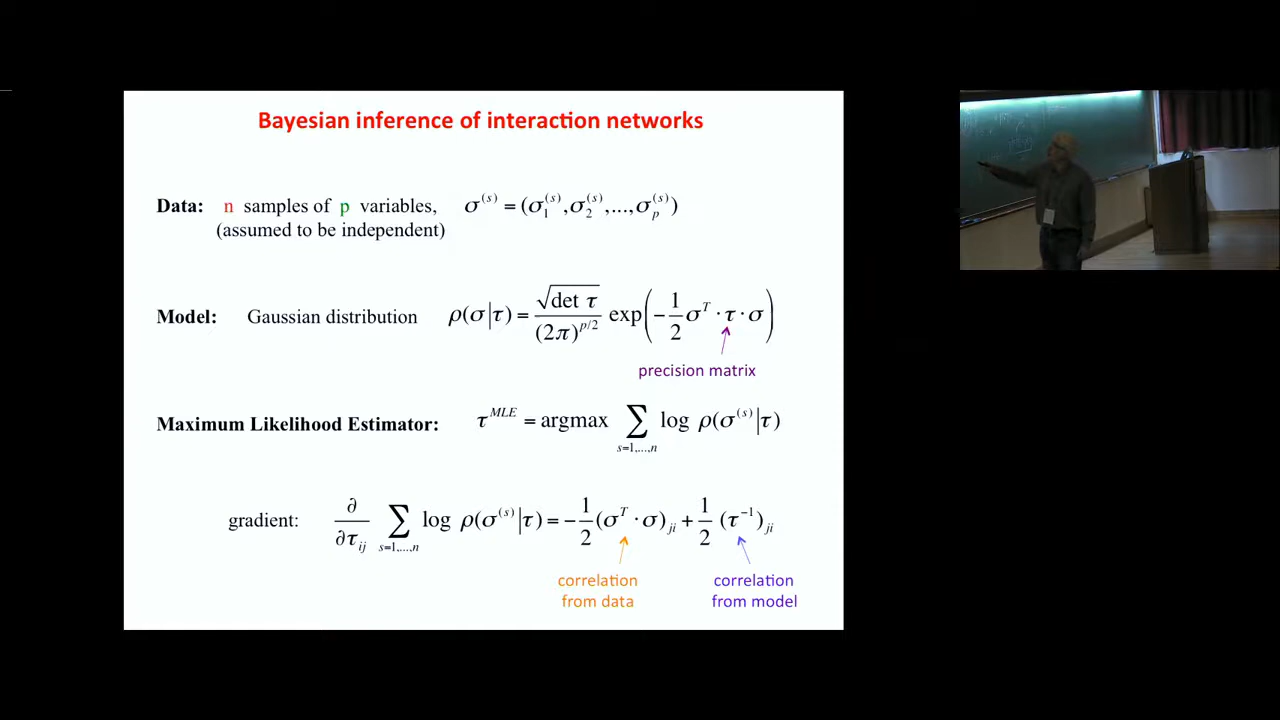 Bayesian inference of interaction networks
Data: n samples of p variables, σ^(s) = (σ_1^(s), σ_2^(s), ..., σ_p^(s))
(assumed to be independent)
Model: Gaussian distribution ρ(σ|τ) = √(det τ) / (2π)^(p/2) exp(−1/2 σ^T · τ · σ)
precision matrix
Maximum Likelihood Estimator: τ^MLE = argmax ∑_{s=1,...,n} log ρ(σ^(s)|τ)
gradient: ∂/∂τ_ij ∑_{s=1,...,n} log ρ(σ^(s)|τ) = −1/2 (σ^T · σ)_ji + 1/2 (τ^−1)_ji
correlation from data
correlation from model